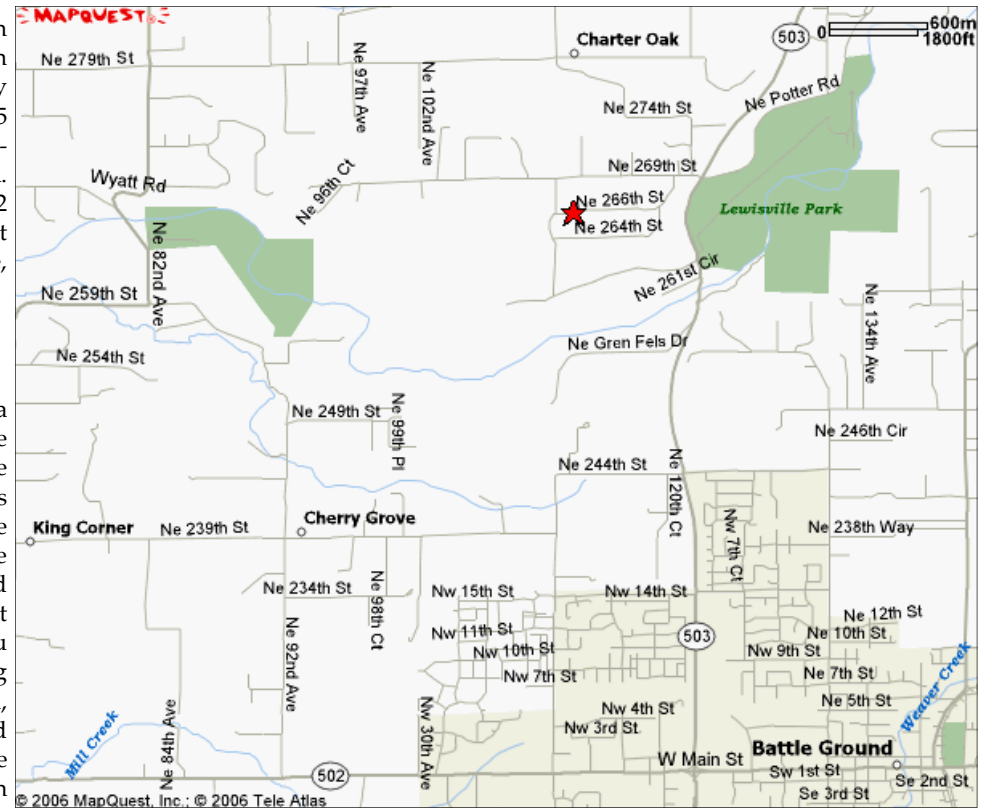 MAPQUEST
600m
0
1800ft
503
Charter Oak
Ne 279th St
Ne 97th Ave
Ne 102nd Ave
Ne Potter Rd
Ne 274th St
Ne 269th St
Wyatt Rd
Ne 96th Ct
Ne 266th St
Lewisville Park
Ne 264th St
Ne 82nd Ave
Ne 261st Cir
Ne 259th St
Ne 134th Ave
Ne Gren Fels Dr
Ne 254th St
Ne 249th St
Ne 99th Pl
Ne 246th Cir
Ne 244th St
Ne 120th Ct
King Corner
Ne 239th St
Cherry Grove
Nw 7th Ct
Ne 238th Way
Ne 234th St
Ne 98th Ct
Nw 15th St
Nw 14th St
Ne 12th St
Ne 92nd Ave
Nw 11th St
503
Ne 10th St
Nw 10th St
Nw 9th St
Nw 7th St
Ne 7th St
Weaver Creek
Ne 5th St
Ne 84th Ave
Nw 30th Ave
Nw 4th St
Nw 3rd St
Mill Creek
W Main St
Battle Ground
502
Sw 1st St
Se 2nd St
Se 3rd St
© 2006 MapQuest, Inc.; © 2006 Tele Atlas